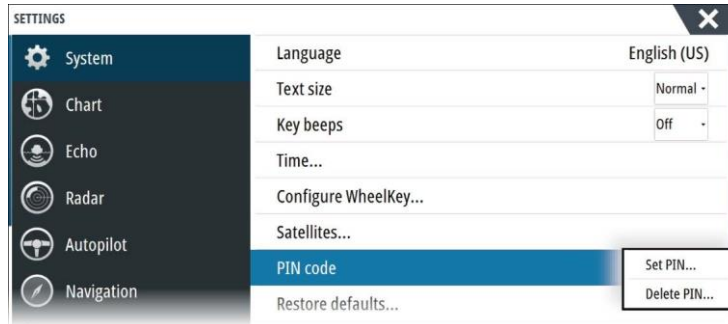 SETTINGS
System
Chart
Echo
Radar
Autopilot
Navigation
Language English (US)
Text size Normal
Key beeps Off
Time...
Configure WheelKey...
Satellites...
PIN code
Restore defaults...
Set PIN...
Delete PIN...